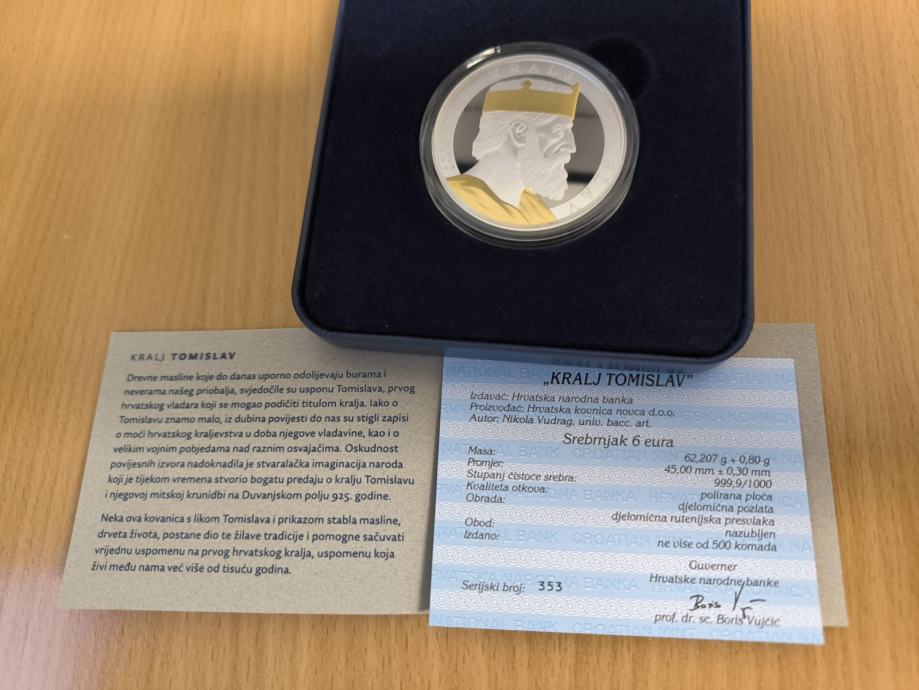 KRALJ
KRALJ TOMISLAV
Drevne masline koje do danas uporno odolijevaju burama i
neverama našeg priobalja, svjedočile su usponu Tomislava, prvog
hrvatskog vladara koji se mogao podičiti titulom kralja. Iako o
Tomislavu znamo malo, iz dubina povijesti do nas su stigli zapisi
o moći hrvatskog kraljevstva u doba njegove vladavine, kao i o
velikim vojnim pobjedama nad raznim osvajačima. Oskudnost
povijesnih izvora nadoknadila je stvaralačka imaginacija naroda
koji je tijekom vremena stvorio bogatu predaju o kralju Tomislavu
i njegovoj mitskoj krunidbi na Duvanjskom polju 925. godine.
Neka ova kovanica s likom Tomislava i prikazom stabla masline,
drveta života, postane dio te žilave tradicije i pomogne sačuvati
vrijednu uspomenu na prvog hrvatskog kralja, uspomenu koja
živi među nama već više od tisuću godina.
„KRALJ TOMISLAV”
Izdavač: Hrvatska narodna banka
Proizvođač: Hrvatska kovnica novca d.o.o.
Autor: Nikola Vudrag, univ. bacc. art.
Srebrnjak 6 eura
Masa: 62,207 g + 0,80 g
Promjer: 45,00 mm ± 0,30 mm
Stupanj čistoće srebra: 999,9/1000
Kvaliteta otkova: polirana ploča
Obrada: djelomična pozlata
djelomična rutenijska presvlaka
Obod: nazubljen
Izdano: ne više od 500 komada
Guverner
Hrvatske narodne banke
Serijski broj: 353
prof. dr. sc. Boris Vujčić